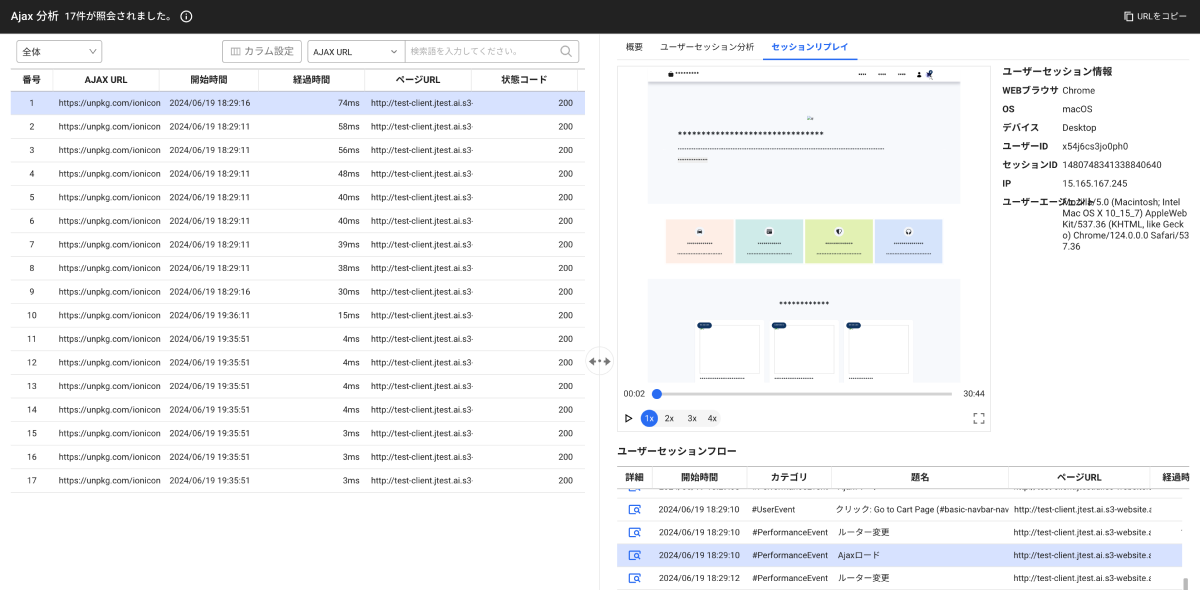 Ajax 分析 17件が照会されました。
URLをコピー
全体
カラム設定
AJAX URL
検索語を入力してください。
番号 AJAX URL 開始時間 経過時間 ページURL 状態コード
1 https://unpkg.com/ionicon 2024/06/19 18:29:16 74ms http://test-client.jtest.ai.s3- 200
2 https://unpkg.com/ionicon 2024/06/19 18:29:11 58ms http://test-client.jtest.ai.s3- 200
3 https://unpkg.com/ionicon 2024/06/19 18:29:11 56ms http://test-client.jtest.ai.s3- 200
4 https://unpkg.com/ionicon 2024/06/19 18:29:11 48ms http://test-client.jtest.ai.s3- 200
5 https://unpkg.com/ionicon 2024/06/19 18:29:11 40ms http://test-client.jtest.ai.s3- 200
6 https://unpkg.com/ionicon 2024/06/19 18:29:11 40ms http://test-client.jtest.ai.s3- 200
7 https://unpkg.com/ionicon 2024/06/19 18:29:11 39ms http://test-client.jtest.ai.s3- 200
8 https://unpkg.com/ionicon 2024/06/19 18:29:11 38ms http://test-client.jtest.ai.s3- 200
9 https://unpkg.com/ionicon 2024/06/19 18:29:16 30ms http://test-client.jtest.ai.s3- 200
10 https://unpkg.com/ionicon 2024/06/19 19:36:11 15ms http://test-client.jtest.ai.s3- 200
11 https://unpkg.com/ionicon 2024/06/19 19:35:51 4ms http://test-client.jtest.ai.s3- 200
12 https://unpkg.com/ionicon 2024/06/19 19:35:51 4ms http://test-client.jtest.ai.s3- 200
13 https://unpkg.com/ionicon 2024/06/19 19:35:51 4ms http://test-client.jtest.ai.s3- 200
14 https://unpkg.com/ionicon 2024/06/19 19:35:51 4ms http://test-client.jtest.ai.s3- 200
15 https://unpkg.com/ionicon 2024/06/19 19:35:51 3ms http://test-client.jtest.ai.s3- 200
16 https://unpkg.com/ionicon 2024/06/19 19:35:51 3ms http://test-client.jtest.ai.s3- 200
17 https://unpkg.com/ionicon 2024/06/19 19:35:51 3ms http://test-client.jtest.ai.s3- 200
概要 ユーザーセッション分析 セッションリプレイ
00:02 30:44
1x 2x 3x 4x
ユーザーセッション情報
WEBブラウザ Chrome
OS macOS
デバイス Desktop
ユーザーID x54j6cs3jo0ph0
セッションID 1480748341338840640
IP 15.165.167.245
ユーザーエージェント Mozilla/5.0 (Macintosh; Intel
Mac OS X 10_15_7) AppleWeb
Kit/537.36 (KHTML, like Geck
o) Chrome/124.0.0.0 Safari/53
7.36
ユーザーセッションフロー
詳細 開始時間 カテゴリ 題名 ページURL 経過時
2024/06/19 18:29:10 #UserEvent クリック: Go to Cart Page (#basic-navbar-nav http://test-client.jtest.ai.s3-website.a
2024/06/19 18:29:10 #PerformanceEvent ルーター変更 http://test-client.jtest.ai.s3-website.a
2024/06/19 18:29:10 #PerformanceEvent Ajaxロード http://test-client.jtest.ai.s3-website.a
2024/06/19 18:29:12 #PerformanceEvent ルーター変更 http://test-client.jtest.ai.s3-website.a